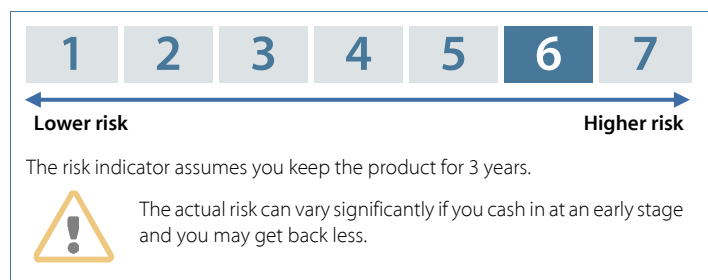 1 2 3 4 5 6 7
Lower risk Higher risk
The risk indicator assumes you keep the product for 3 years.
The actual risk can vary significantly if you cash in at an early stage
and you may get back less.